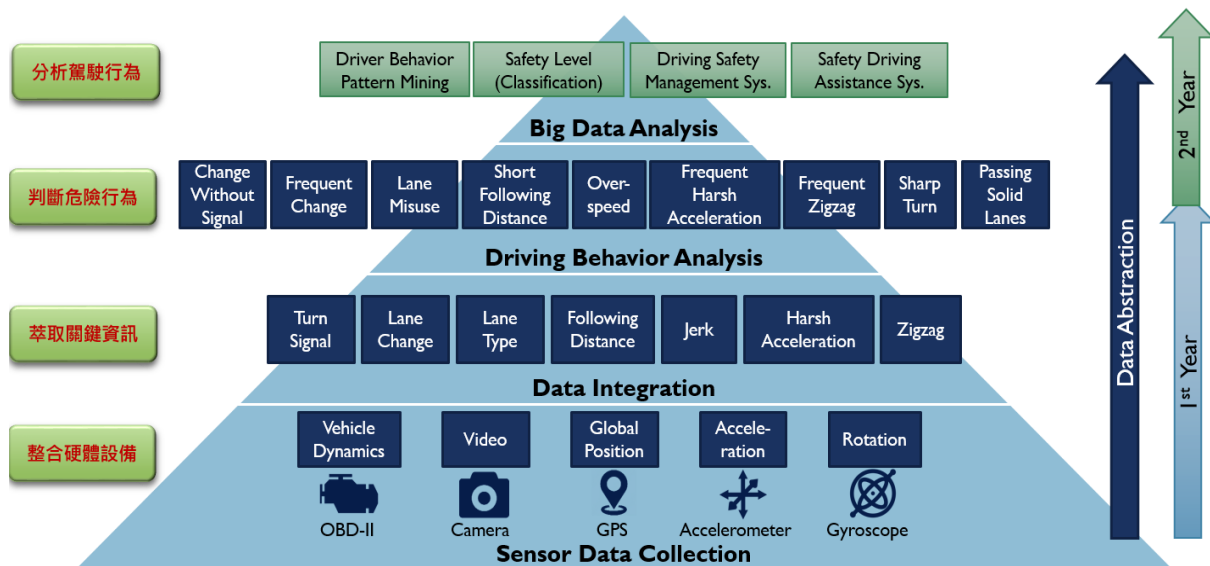 分析駕駛行為
Driver Behavior
Pattern Mining
Safety Level
(Classification)
Driving Safety
Management Sys.
Safety Driving
Assistance Sys.
Big Data Analysis
判斷危險行為
Change
Without
Signal
Frequent
Change
Lane
Misuse
Short
Following
Distance
Over-
speed
Frequent
Harsh
Acceleration
Frequent
Zigzag
Sharp
Turn
Passing
Solid
Lanes
Driving Behavior Analysis
萃取關鍵資訊
Turn
Signal
Lane
Change
Lane
Type
Following
Distance
Jerk
Harsh
Acceleration
Zigzag
Data Integration
整合硬體設備
Vehicle
Dynamics
Video
Global
Position
Accele-
ration
Rotation
OBD-II
Camera
GPS
Accelerometer
Gyroscope
Sensor Data Collection
Data Abstraction
2nd Year
1st Year